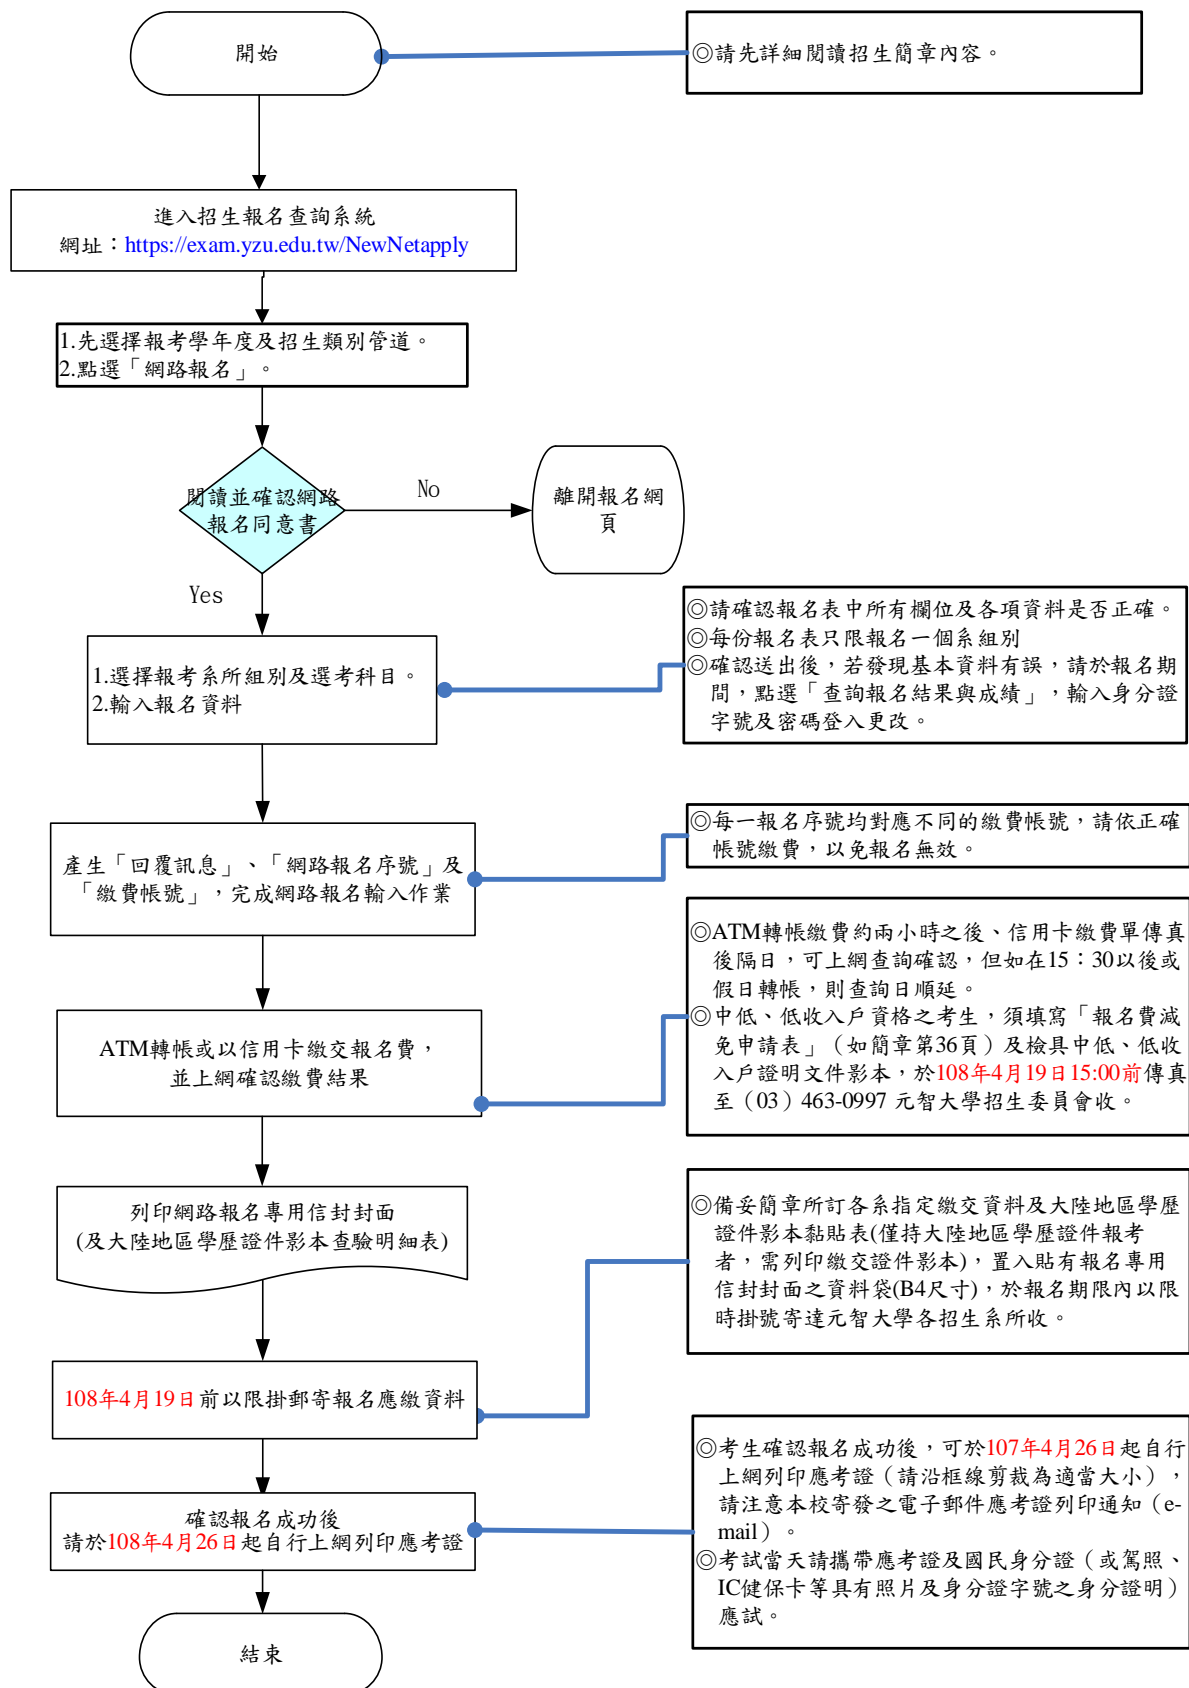 開始
◎請先詳細閱讀招生簡章內容。
進入招生報名查詢系統
網址：https://exam.yzu.edu.tw/NewNetapply
1.先選擇報考學年度及招生類別管道。
2.點選「網路報名」。
閱讀並確認網路
報名同意書
No
離開報名網
頁
Yes
◎請確認報名表中所有欄位及各項資料是否正確。
◎每份報名表只限報名一個系組別
◎確認送出後，若發現基本資料有誤，請於報名期
間，點選「查詢報名結果與成績」，輸入身分證
字號及密碼登入更改。
1.選擇報考系所組別及選考科目。
2.輸入報名資料
◎每一報名序號均對應不同的繳費帳號，請依正確
帳號繳費，以免報名無效。
產生「回覆訊息」、「網路報名序號」及
「繳費帳號」，完成網路報名輸入作業
◎ATM轉帳繳費約兩小時之後、信用卡繳費單傳真
後隔日，可上網查詢確認，但如在15：30以後或
假日轉帳，則查詢日順延。
◎中低、低收入戶資格之考生，須填寫「報名費減
免申請表」（如簡章第36頁）及檢具中低、低收
入戶證明文件影本，於108年4月19日15:00前傳真
至（03）463-0997 元智大學招生委員會收。
ATM轉帳或以信用卡繳交報名費，
並上網確認繳費結果
列印網路報名專用信封封面
(及大陸地區學歷證件影本查驗明細表)
◎備妥簡章所訂各系指定繳交資料及大陸地區學歷
證件影本黏貼表(僅持大陸地區學歷證件報考
者，需列印繳交證件影本)，置入貼有報名專用
信封封面之資料袋(B4尺寸)，於報名期限內以限
時掛號寄達元智大學各招生系所收。
108年4月19日前以限掛郵寄報名應繳資料
◎考生確認報名成功後，可於107年4月26日起自行
上網列印應考證（請沿框線剪裁為適當大小），
請注意本校寄發之電子郵件應考證列印通知（e-
mail）。
◎考試當天請攜帶應考證及國民身分證（或駕照、
IC健保卡等具有照片及身分證字號之身分證明）
應試。
確認報名成功後
請於108年4月26日起自行上網列印應考證
結束